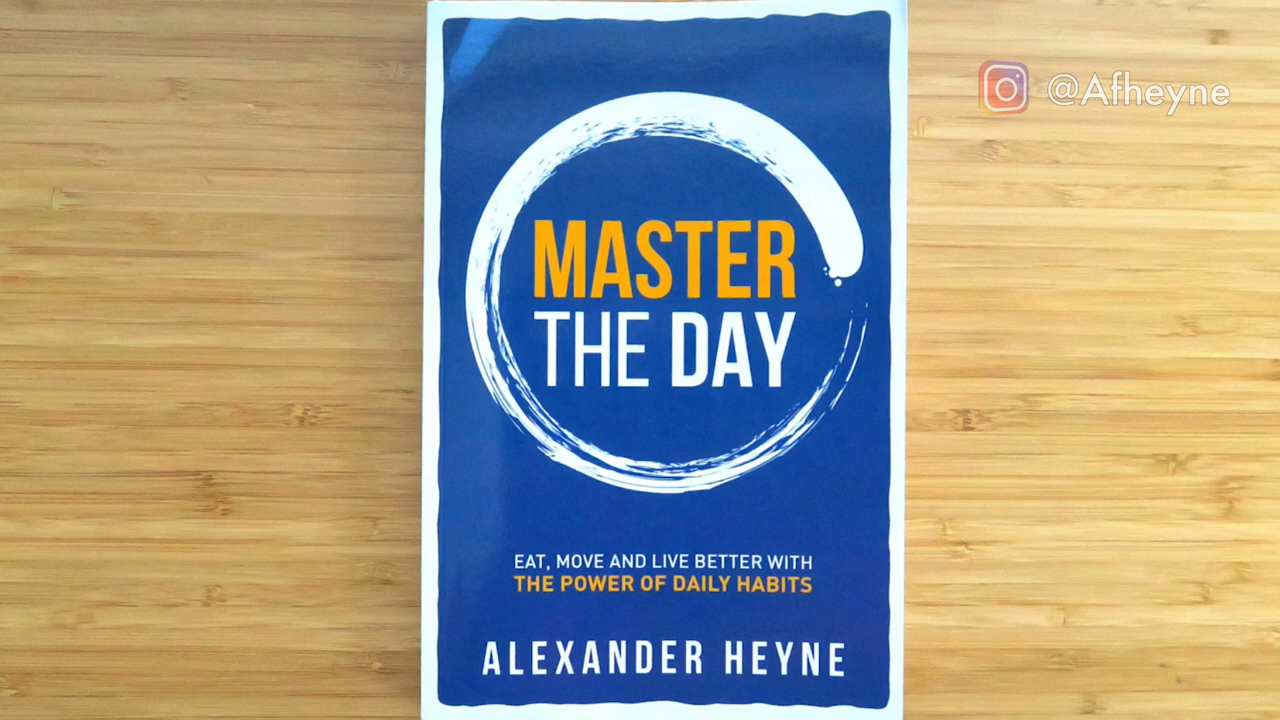 @Afheyne
MASTER
THE DAY
EAT, MOVE AND LIVE BETTER WITH
THE POWER OF DAILY HABITS
ALEXANDER HEYNE